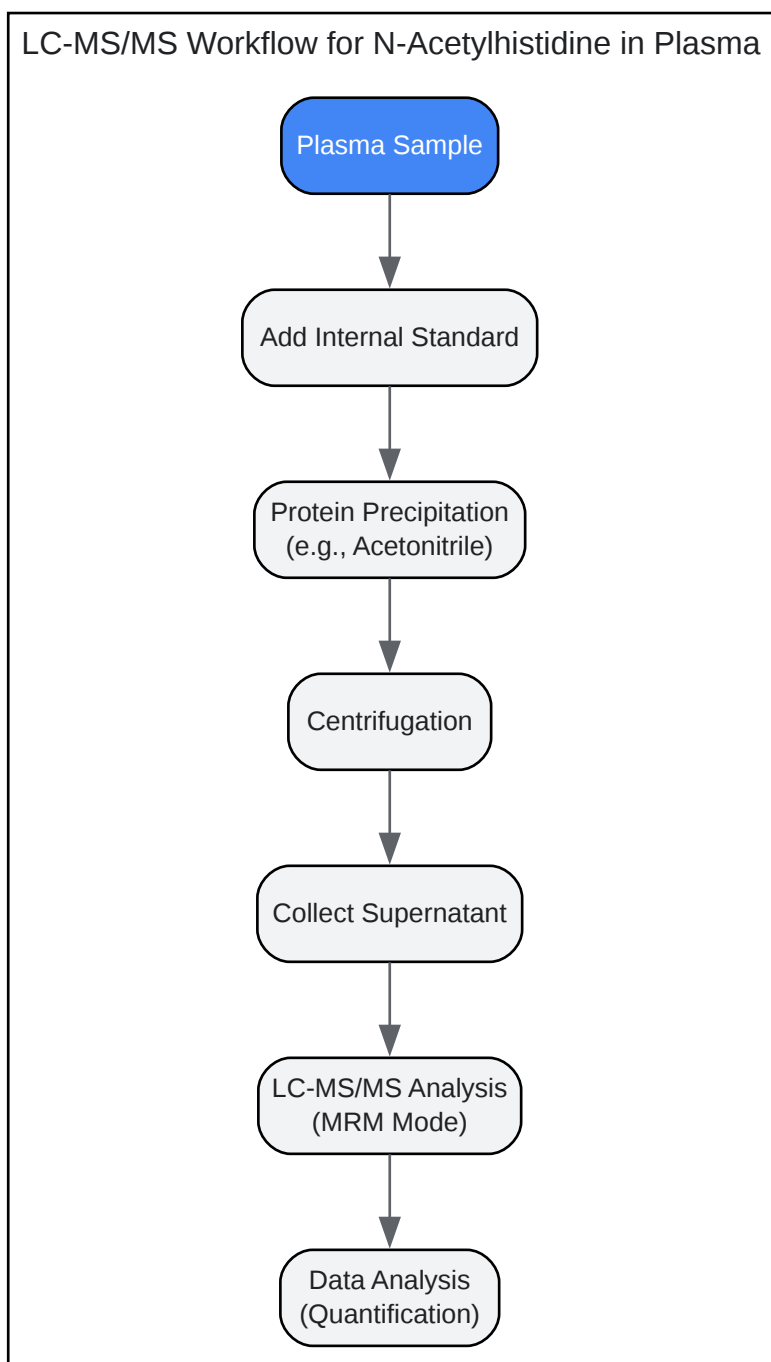 LC-MS/MS Workflow for N-Acetylhistidine in Plasma
Plasma Sample
Add Internal Standard
Protein Precipitation
(e.g., Acetonitrile)
Centrifugation
Collect Supernatant
LC-MS/MS Analysis
(MRM Mode)
Data Analysis
(Quantification)